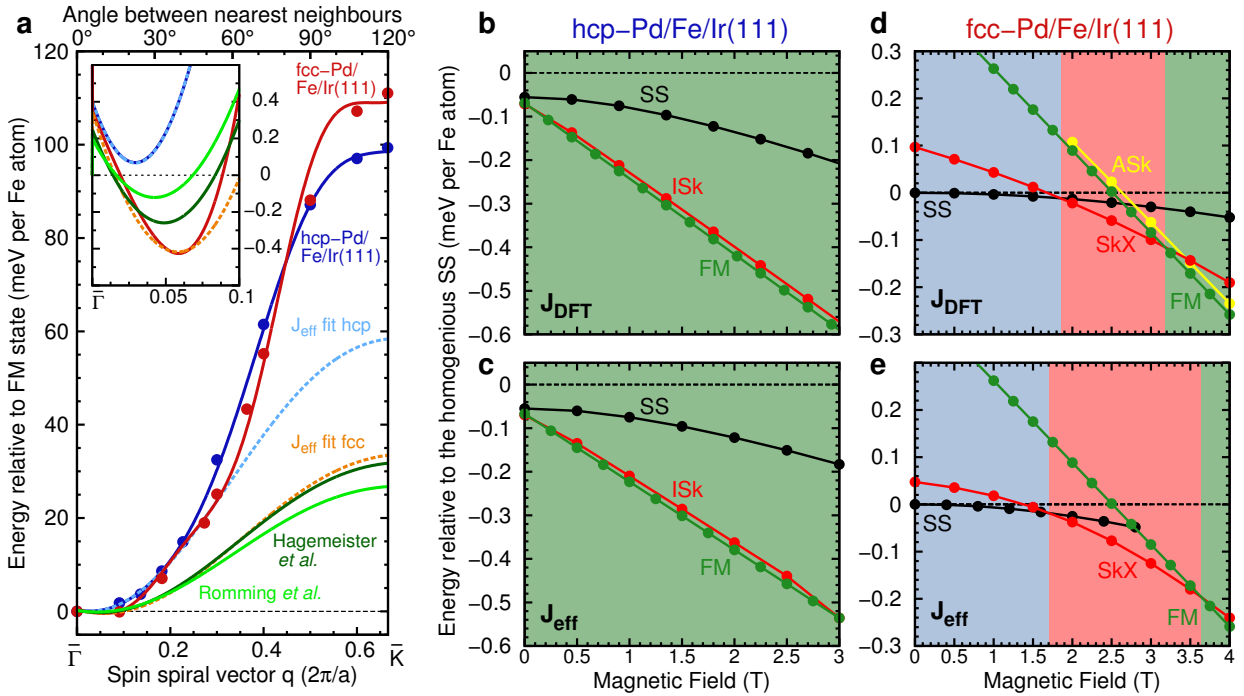 a
Angle between nearest neighbours
0° 30° 60° 90° 120°
Energy relative to FM state (meV per Fe atom)
120
100
80
60
40
20
0
0.4
0.2
0
−0.2
−0.4
Γ̅ 0.05 0.1
fcc−Pd/
Fe/Ir(111)
hcp−Pd/
Fe/Ir(111)
J_eff fit hcp
J_eff fit fcc
Hagemeister
et al.
Romming et al.
Γ̅ 0.2 0.4 0.6 K̅
Spin spiral vector q (2π/a)
Energy relative to the homogenious SS (meV per Fe atom)
b
hcp−Pd/Fe/Ir(111)
0
−0.1
−0.2
−0.3
−0.4
−0.5
−0.6
SS
ISk
FM
J_DFT
c
0
−0.1
−0.2
−0.3
−0.4
−0.5
−0.6
SS
ISk
FM
J_eff
0 0.5 1 1.5 2 2.5 3
Magnetic Field (T)
d
fcc−Pd/Fe/Ir(111)
0.3
0.2
0.1
0
−0.1
−0.2
−0.3
ASk
SS
SkX
FM
J_DFT
e
0.2
0.1
0
−0.1
−0.2
−0.3
SS
SkX
FM
J_eff
0 0.5 1 1.5 2 2.5 3 3.5 4
Magnetic Field (T)